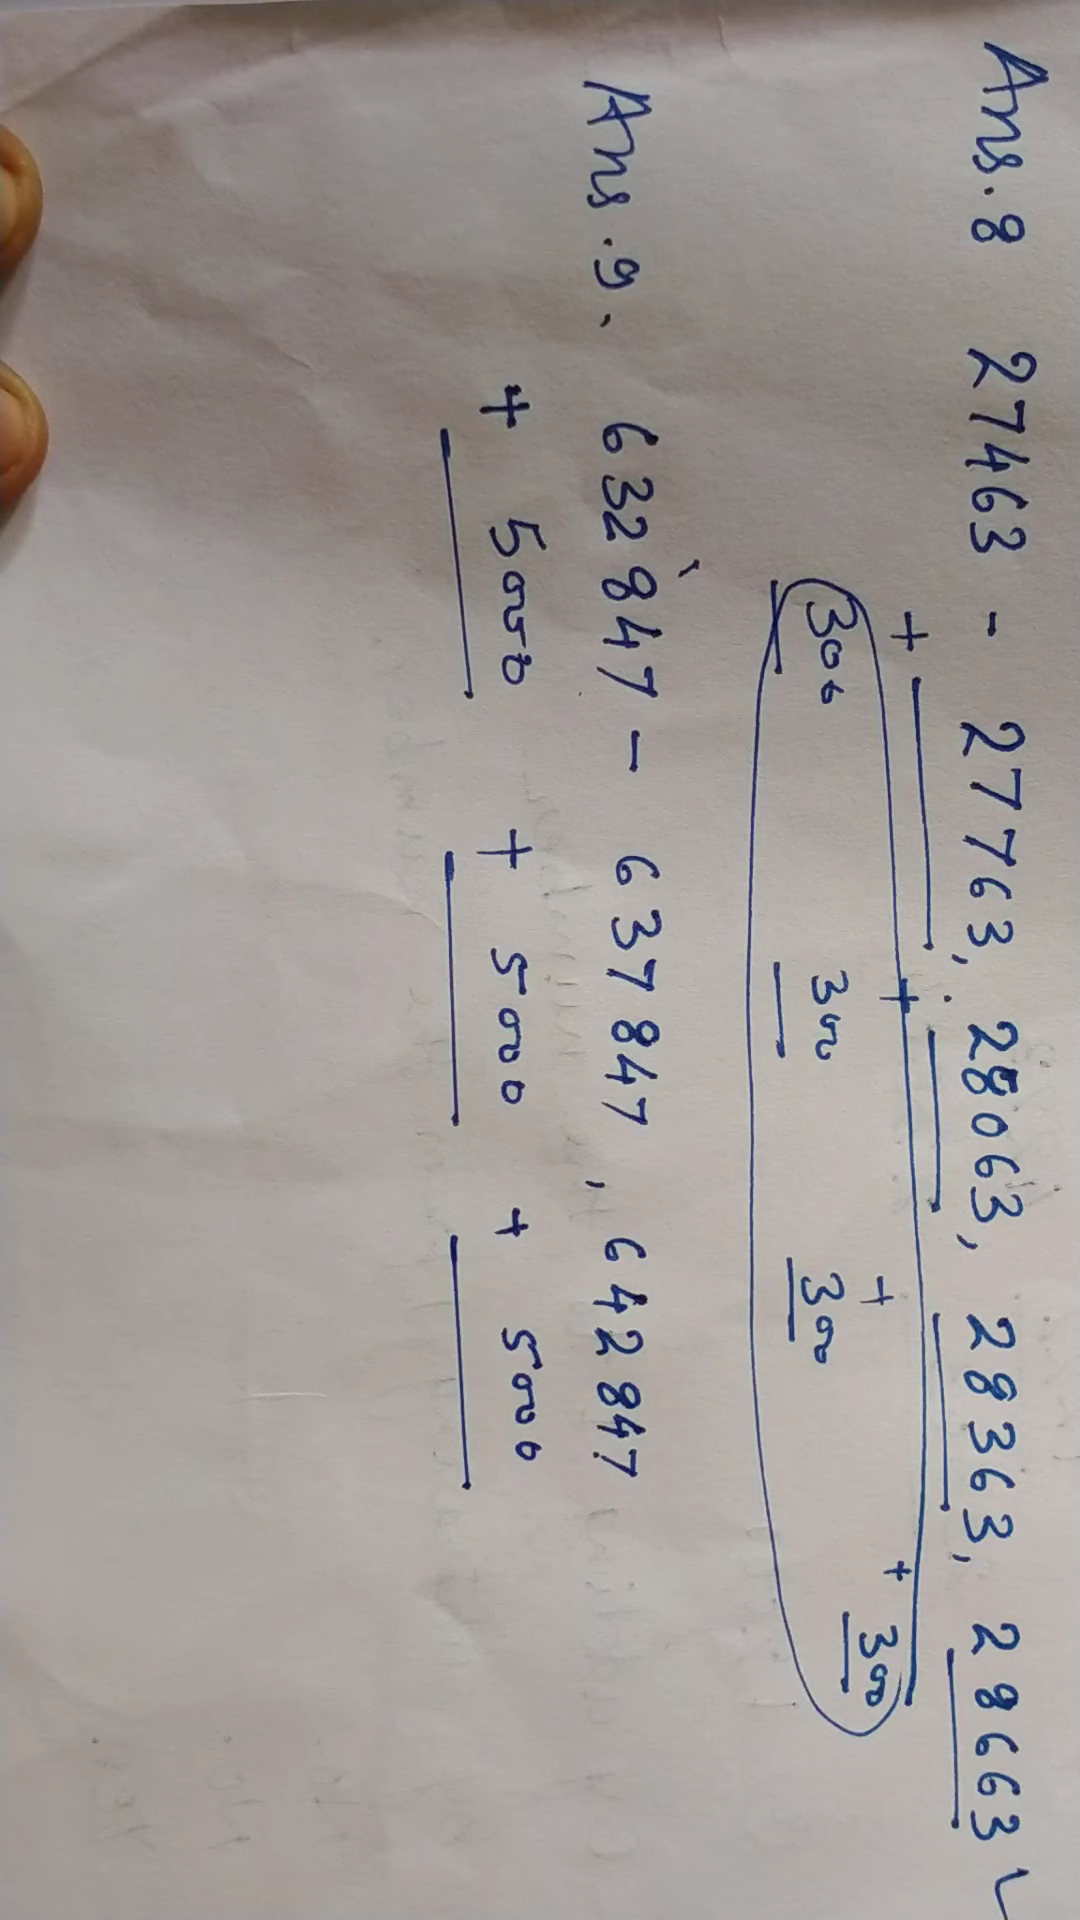 Ans.8 27463 - 27763, 28063, 28363, 28663 ✓
+ + + +
300 300 300 300
Ans.9. 632847 - 637847, 642847
+ 5000 + 5000 + 5000